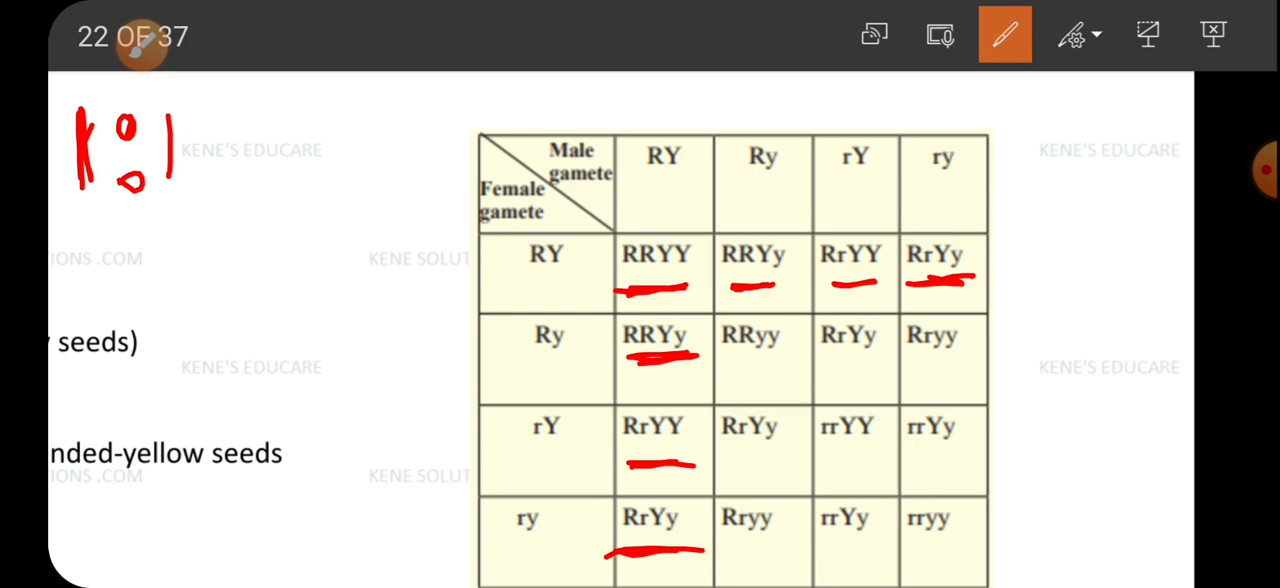 22 OF 37
KENE'S EDUCARE
KENE'S EDUCARE
Male gamete RY Ry rY ry
Female gamete
IONS .COM
KENE SOLUT
RY RRYY RRYy RrYY RrYy
seeds)
Ry RRYy RRyy RrYy Rryy
KENE'S EDUCARE
KENE'S EDUCARE
rY RrYY RrYy rrYY rrYy
nded-yellow seeds
IONS .COM
KENE SOLUT
ry RrYy Rryy rrYy rryy